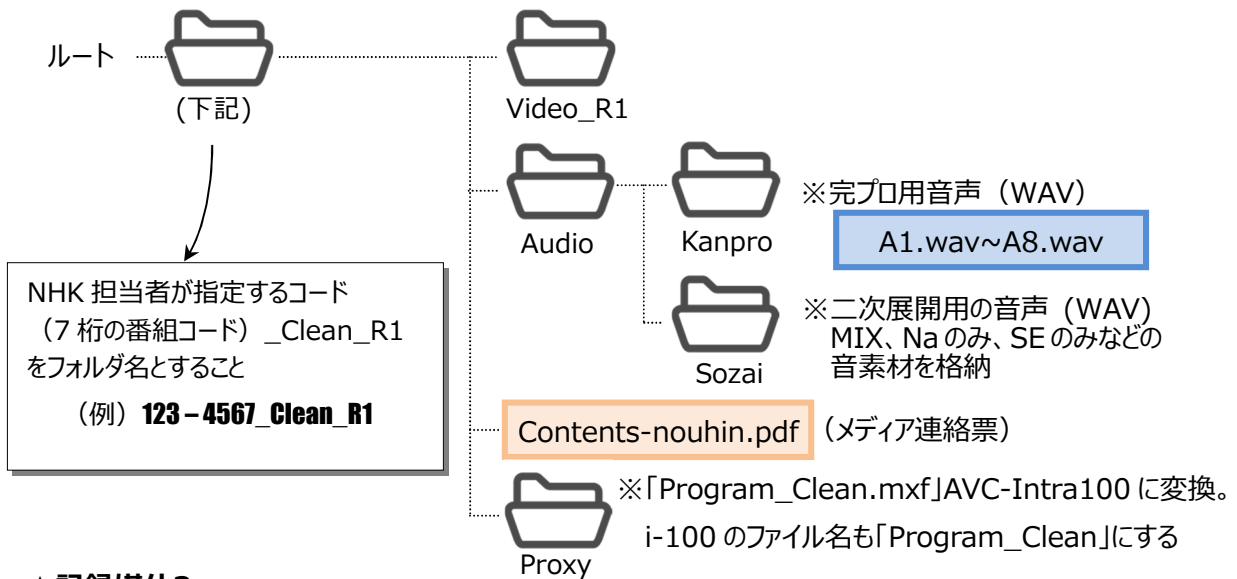 ルート
(下記)
Video_R1
Audio
Kanpro
※完プロ用音声（WAV）
A1.wav~A8.wav
NHK 担当者が指定するコード
（7 桁の番組コード）_Clean_R1
をフォルダ名とすること
（例）123 – 4567_Clean_R1
Sozai
※二次展開用の音声 (WAV)
MIX、Na のみ、SE のみなどの
音素材を格納
Contents-nouhin.pdf
（メディア連絡票）
Proxy
※「Program_Clean.mxf」AVC-Intra100 に変換。
i-100 のファイル名も「Program_Clean」にする